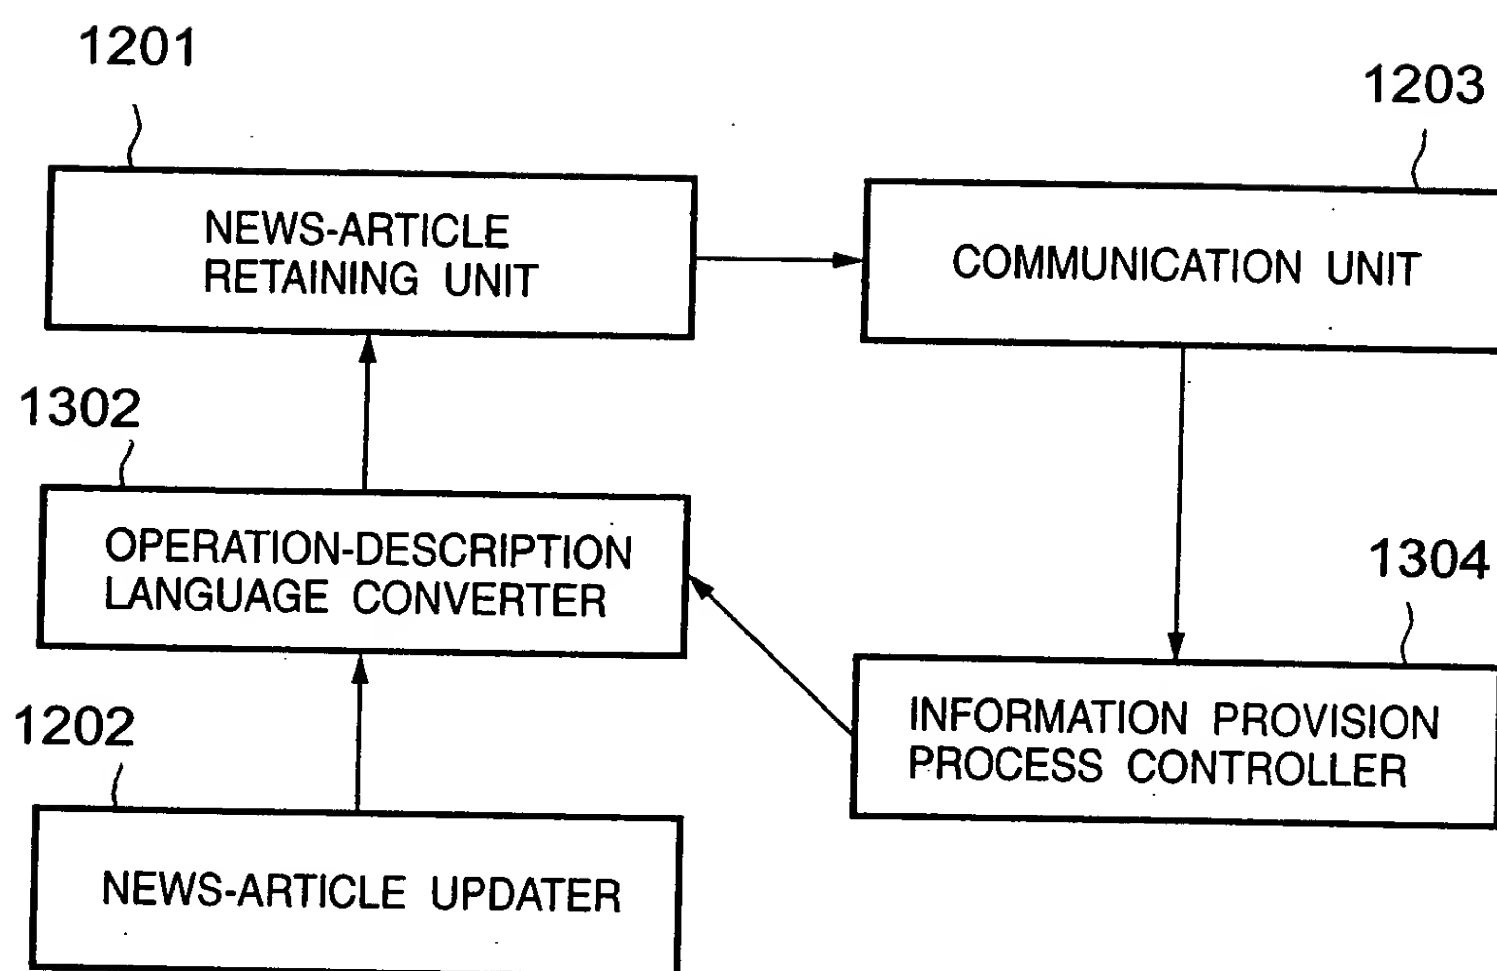 1201
1203
NEWS-ARTICLE
RETAINING UNIT
COMMUNICATION UNIT
1302
OPERATION-DESCRIPTION
LANGUAGE CONVERTER
1304
INFORMATION PROVISION
PROCESS CONTROLLER
1202
NEWS-ARTICLE UPDATER